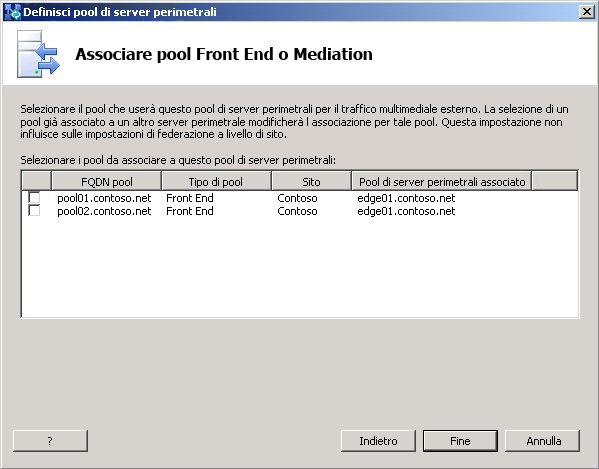 Definisci pool di server perimetrali
Associare pool Front End o Mediation
Selezionare il pool che userà questo pool di server perimetrali per il traffico multimediale esterno. La selezione di un
pool già associato a un altro server perimetrale modificherà l associazione per tale pool. Questa impostazione non
influisce sulle impostazioni di federazione a livello di sito.
Selezionare i pool da associare a questo pool di server perimetrali:
FQDN pool Tipo di pool Sito Pool di server perimetrali associato
pool01.contoso.net Front End Contoso edge01.contoso.net
pool02.contoso.net Front End Contoso edge01.contoso.net
? Indietro Fine Annulla